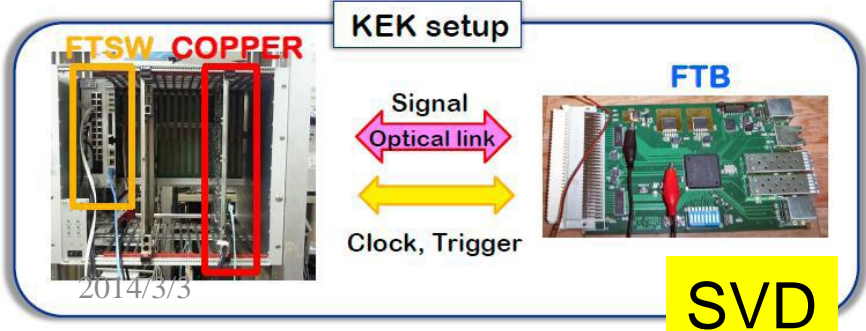 KEK setup
FTSW COPPER
FTB
Signal
Optical link
Clock, Trigger
2014/3/3
SVD